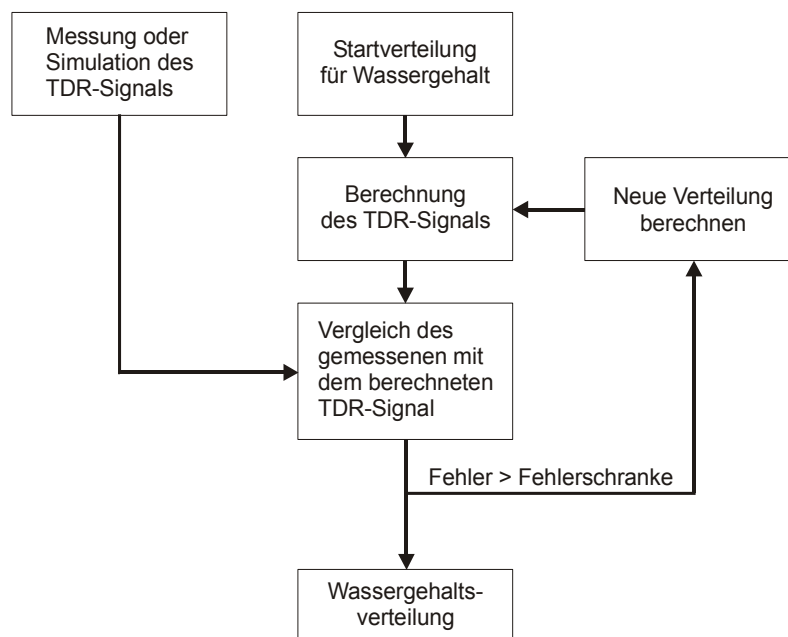 Messung oder
Simulation des
TDR-Signals
Startverteilung
für Wassergehalt
Berechnung
des TDR-Signals
Neue Verteilung
berechnen
Vergleich des
gemessenen mit
dem berechneten
TDR-Signal
Fehler > Fehlerschranke
Wassergehalts-
verteilung